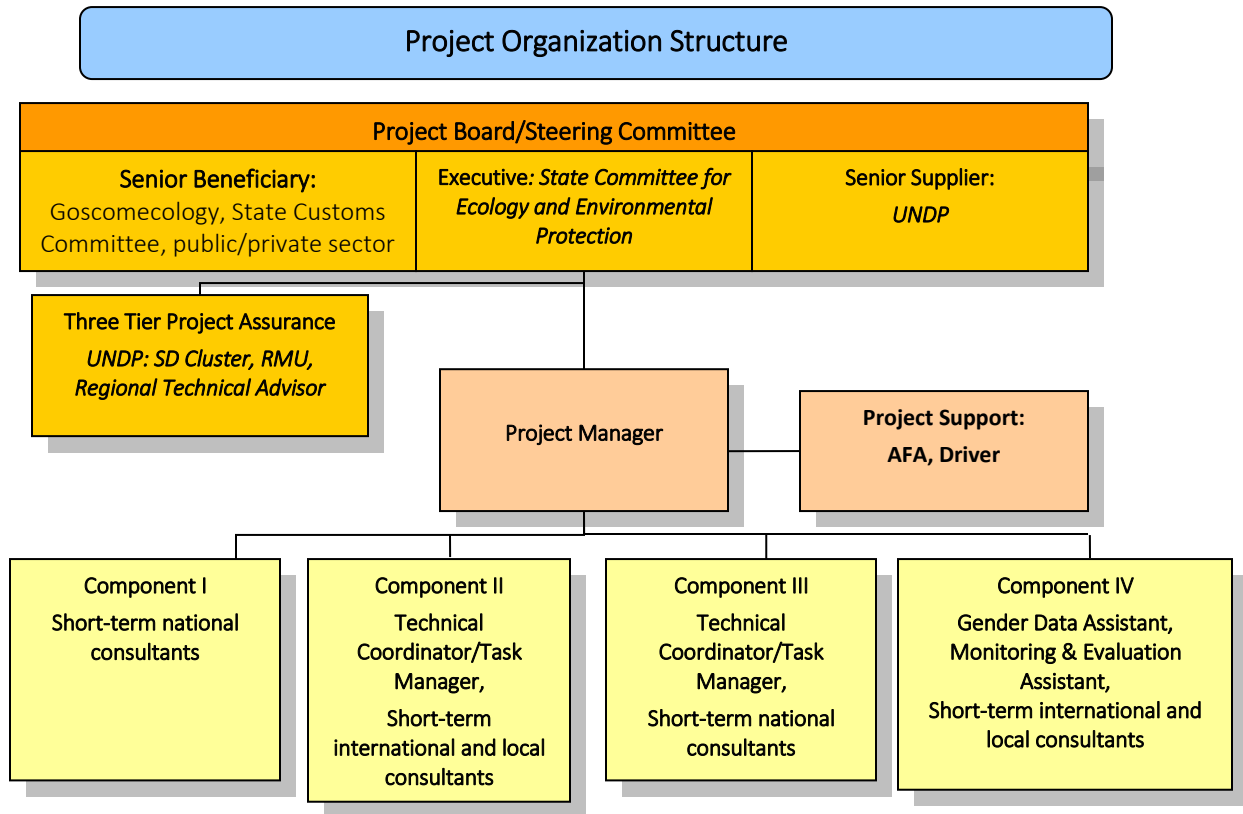 Project Organization Structure
Project Board/Steering Committee
Senior Beneficiary:
Goscomecology, State Customs
Committee, public/private sector
Executive: State Committee for
Ecology and Environmental
Protection
Senior Supplier:
UNDP
Three Tier Project Assurance
UNDP: SD Cluster, RMU,
Regional Technical Advisor
Project Manager
Project Support:
AFA, Driver
Component I
Short-term national
consultants
Component II
Technical
Coordinator/Task
Manager,
Short-term
international and local
consultants
Component III
Technical
Coordinator/Task
Manager,
Short-term national
consultants
Component IV
Gender Data Assistant,
Monitoring & Evaluation
Assistant,
Short-term international and
local consultants